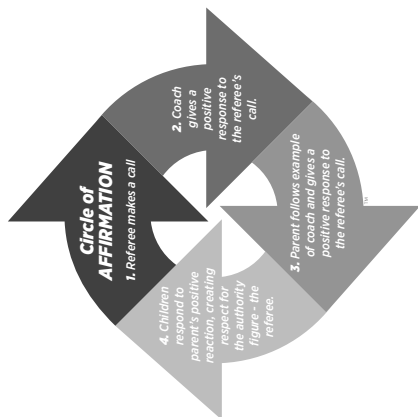 Circle of
AFFIRMATION
1. Referee makes a call
2. Coach
gives a
positive
response to
the referee's
call.
3. Parent follows example
of coach and gives a
positive response to
the referee's call.
TM
4. Children
respond to
parent's positive
reaction, creating
respect for
the authority
figure - the
referee.